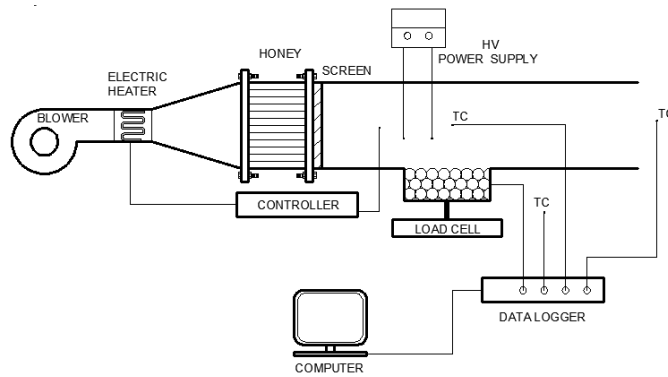 HONEY
HV
POWER SUPPLY
SCREEN
ELECTRIC
HEATER
BLOWER
TC
TC
CONTROLLER
TC
LOAD CELL
DATA LOGGER
COMPUTER